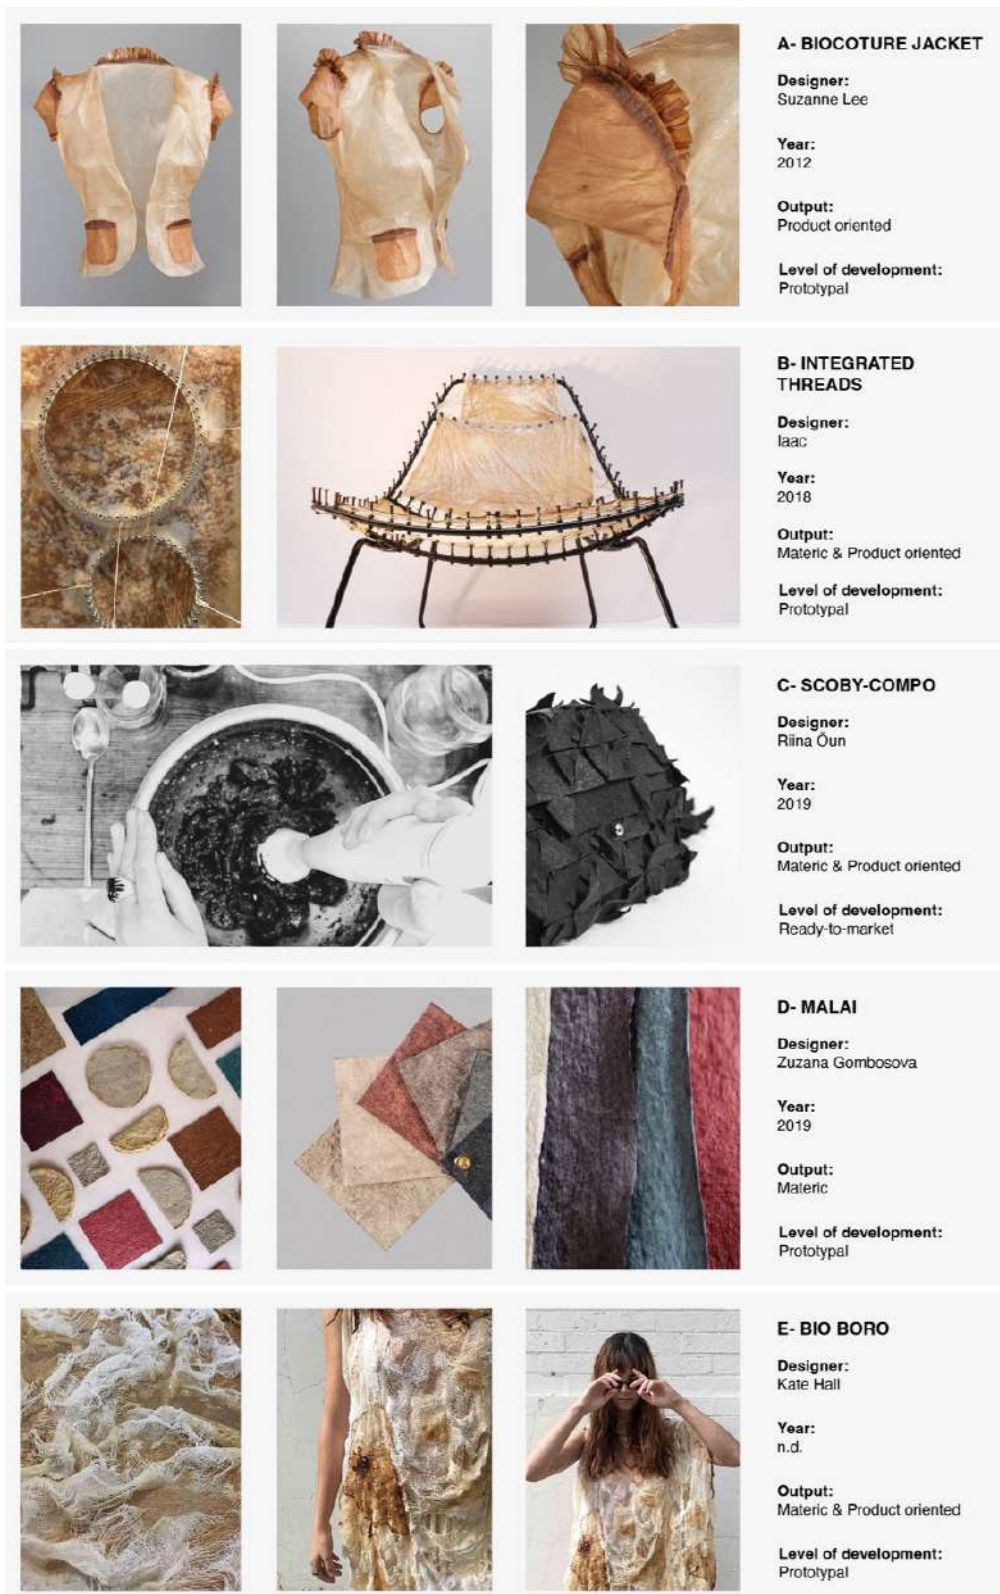 A- BIOCOTURE JACKET
Designer:
Suzanne Lee
Year:
2012
Output:
Product oriented
Level of development:
Prototypal
B- INTEGRATED
THREADS
Designer:
Iaac
Year:
2018
Output:
Materic & Product oriented
Level of development:
Prototypal
C- SCOBY-COMPO
Designer:
Riina Õun
Year:
2019
Output:
Materic & Product oriented
Level of development:
Ready-to-market
D- MALAI
Designer:
Zuzana Gombosova
Year:
2019
Output:
Materic
Level of development:
Prototypal
E- BIO BORO
Designer:
Kate Hall
Year:
n.d.
Output:
Materic & Product oriented
Level of development:
Prototypal